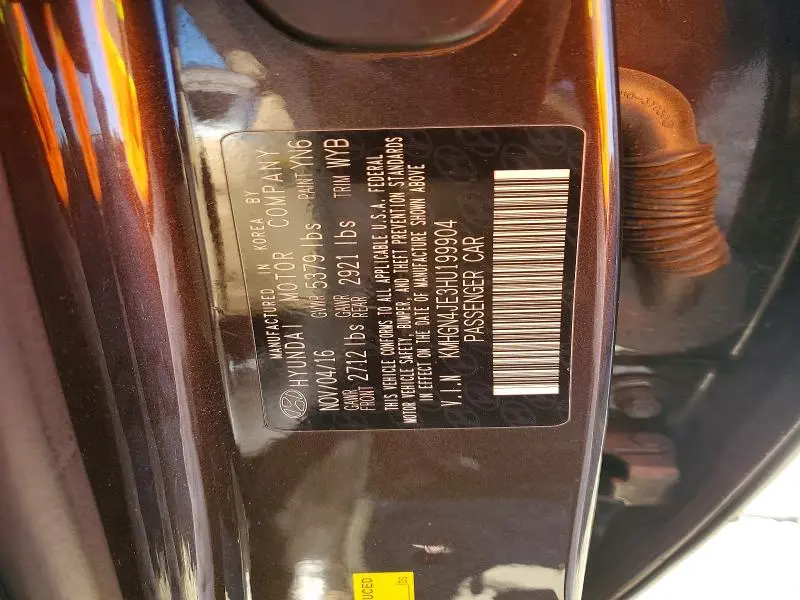 MANUFACTURED IN KOREA BY
HYUNDAI MOTOR COMPANY
NOV/04/16 GVWR 5379 lbs PAINT YN6
GAWR FRONT 2712 lbs GAWR REAR 2921 lbs TRIM WYB
THIS VEHICLE CONFORMS TO ALL APPLICABLE U.S.A. FEDERAL
MOTOR VEHICLE SAFETY, BUMPER, AND THEFT PREVENTION STANDARDS
IN EFFECT ON THE DATE OF MANUFACTURE SHOWN ABOVE
V.I.N KMHGN4JE3HU199904
PASSENGER CAR
UCED
lbs